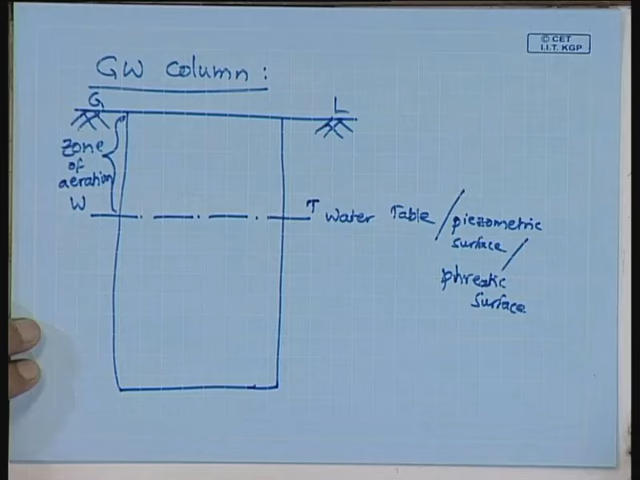 © CET
I.I.T. KGP
GW Column :
G L
Zone
of
aeration
W T Water Table / piezometric
surface /
phreatic
surface